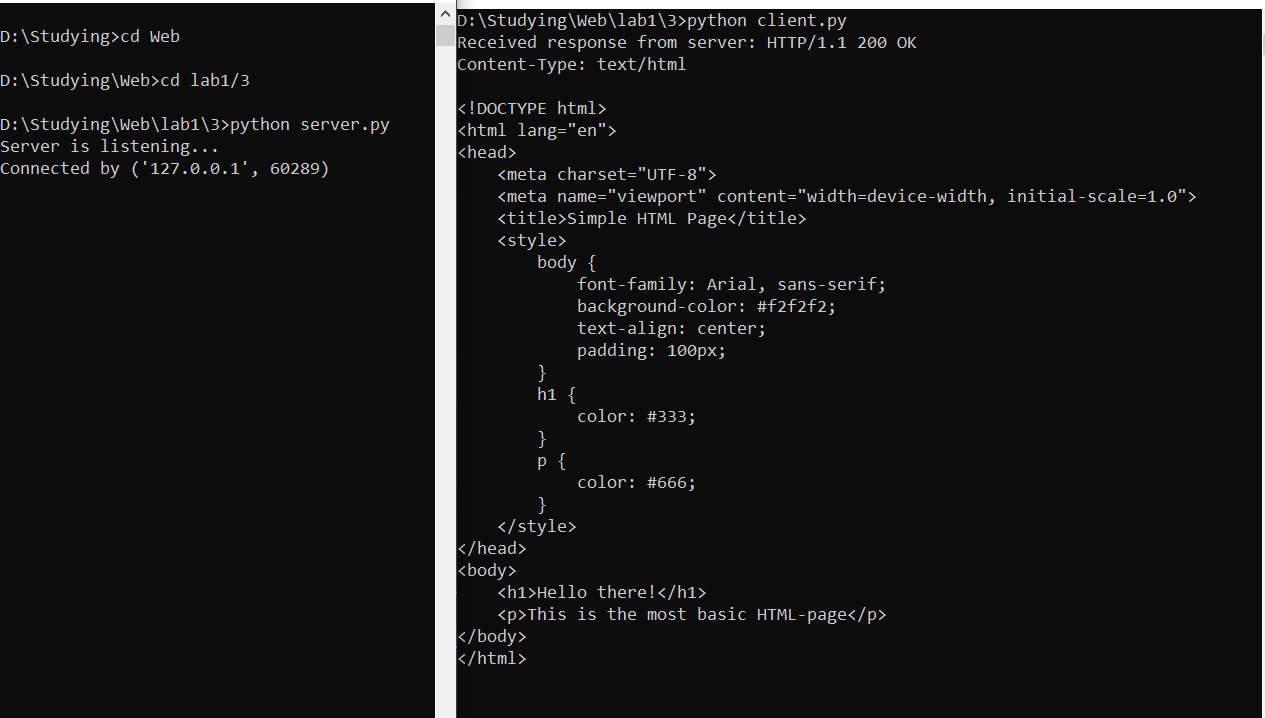 D:\Studying>cd Web
D:\Studying\Web>cd lab1/3
D:\Studying\Web\lab1\3>python server.py
Server is listening...
Connected by ('127.0.0.1', 60289)
D:\Studying\Web\lab1\3>python client.py
Received response from server: HTTP/1.1 200 OK
Content-Type: text/html
<!DOCTYPE html>
<html lang="en">
<head>
    <meta charset="UTF-8">
    <meta name="viewport" content="width=device-width, initial-scale=1.0">
    <title>Simple HTML Page</title>
    <style>
        body {
            font-family: Arial, sans-serif;
            background-color: #f2f2f2;
            text-align: center;
            padding: 100px;
        }
        h1 {
            color: #333;
        }
        p {
            color: #666;
        }
    </style>
</head>
<body>
    <h1>Hello there!</h1>
    <p>This is the most basic HTML-page</p>
</body>
</html>